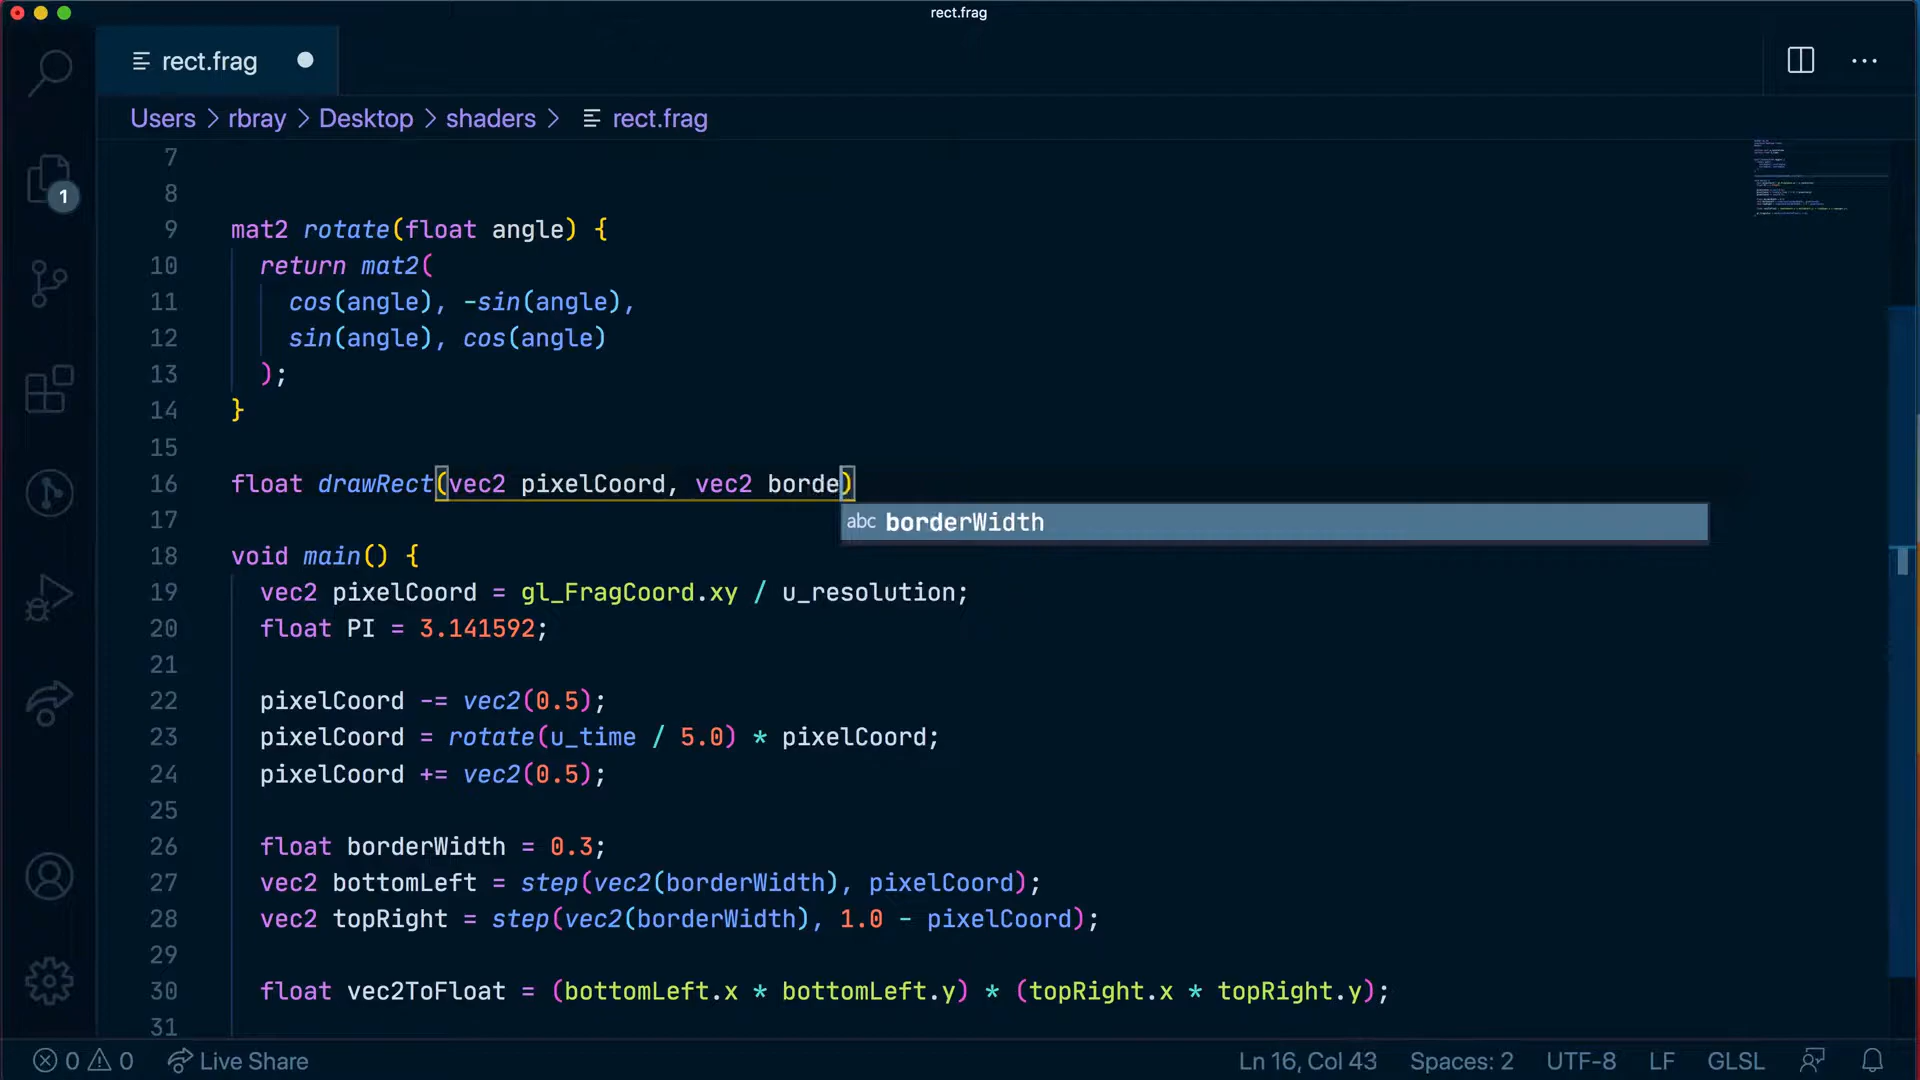 rect.frag
rect.frag
Users > rbray > Desktop > shaders > rect.frag
1
7
8
9 mat2 rotate(float angle) {
10 return mat2(
11 cos(angle), -sin(angle),
12 sin(angle), cos(angle)
13 );
14 }
15
16 float drawRect(vec2 pixelCoord, vec2 borde)
abc borderWidth
17
18 void main() {
19 vec2 pixelCoord = gl_FragCoord.xy / u_resolution;
20 float PI = 3.141592;
21
22 pixelCoord -= vec2(0.5);
23 pixelCoord = rotate(u_time / 5.0) * pixelCoord;
24 pixelCoord += vec2(0.5);
25
26 float borderWidth = 0.3;
27 vec2 bottomLeft = step(vec2(borderWidth), pixelCoord);
28 vec2 topRight = step(vec2(borderWidth), 1.0 - pixelCoord);
29
30 float vec2ToFloat = (bottomLeft.x * bottomLeft.y) * (topRight.x * topRight.y);
31
0 0 Live Share Ln 16, Col 43 Spaces: 2 UTF-8 LF GLSL